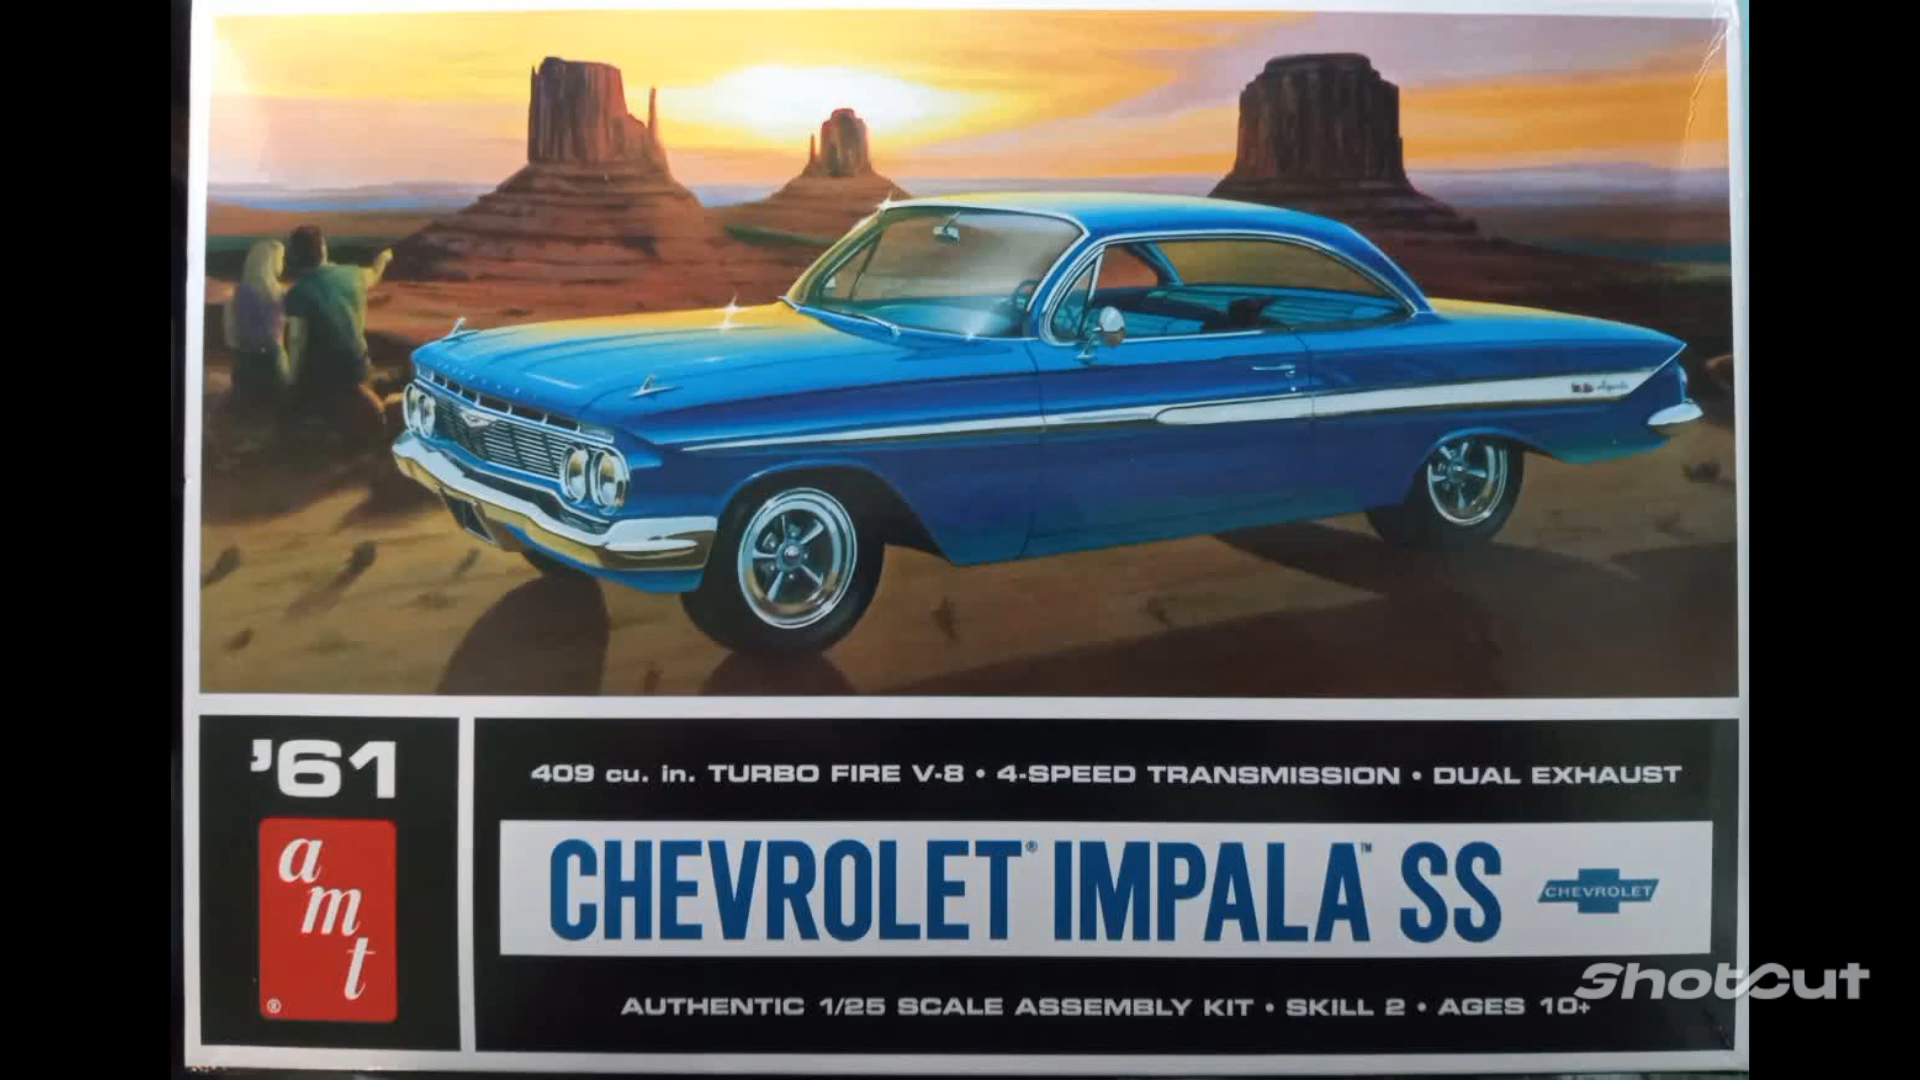 '61
amt
®
409 cu. in. TURBO FIRE V-8 • 4-SPEED TRANSMISSION • DUAL EXHAUST
CHEVROLET® IMPALA™ SS
CHEVROLET
AUTHENTIC 1/25 SCALE ASSEMBLY KIT • SKILL 2 • AGES 10+
Shotcut